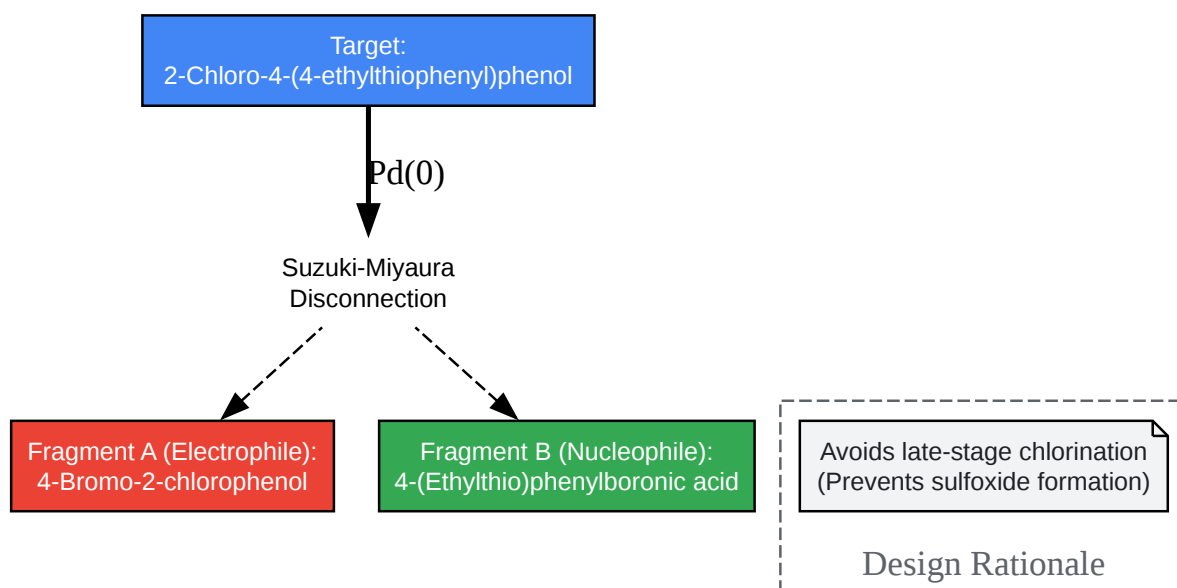 Target:
2-Chloro-4-(4-ethylthiophenyl)phenol
Pd(0)
Suzuki-Miyaura
Disconnection
Fragment A (Electrophile):
4-Bromo-2-chlorophenol
Fragment B (Nucleophile):
4-(Ethylthio)phenylboronic acid
Avoids late-stage chlorination
(Prevents sulfoxide formation)
Design Rationale